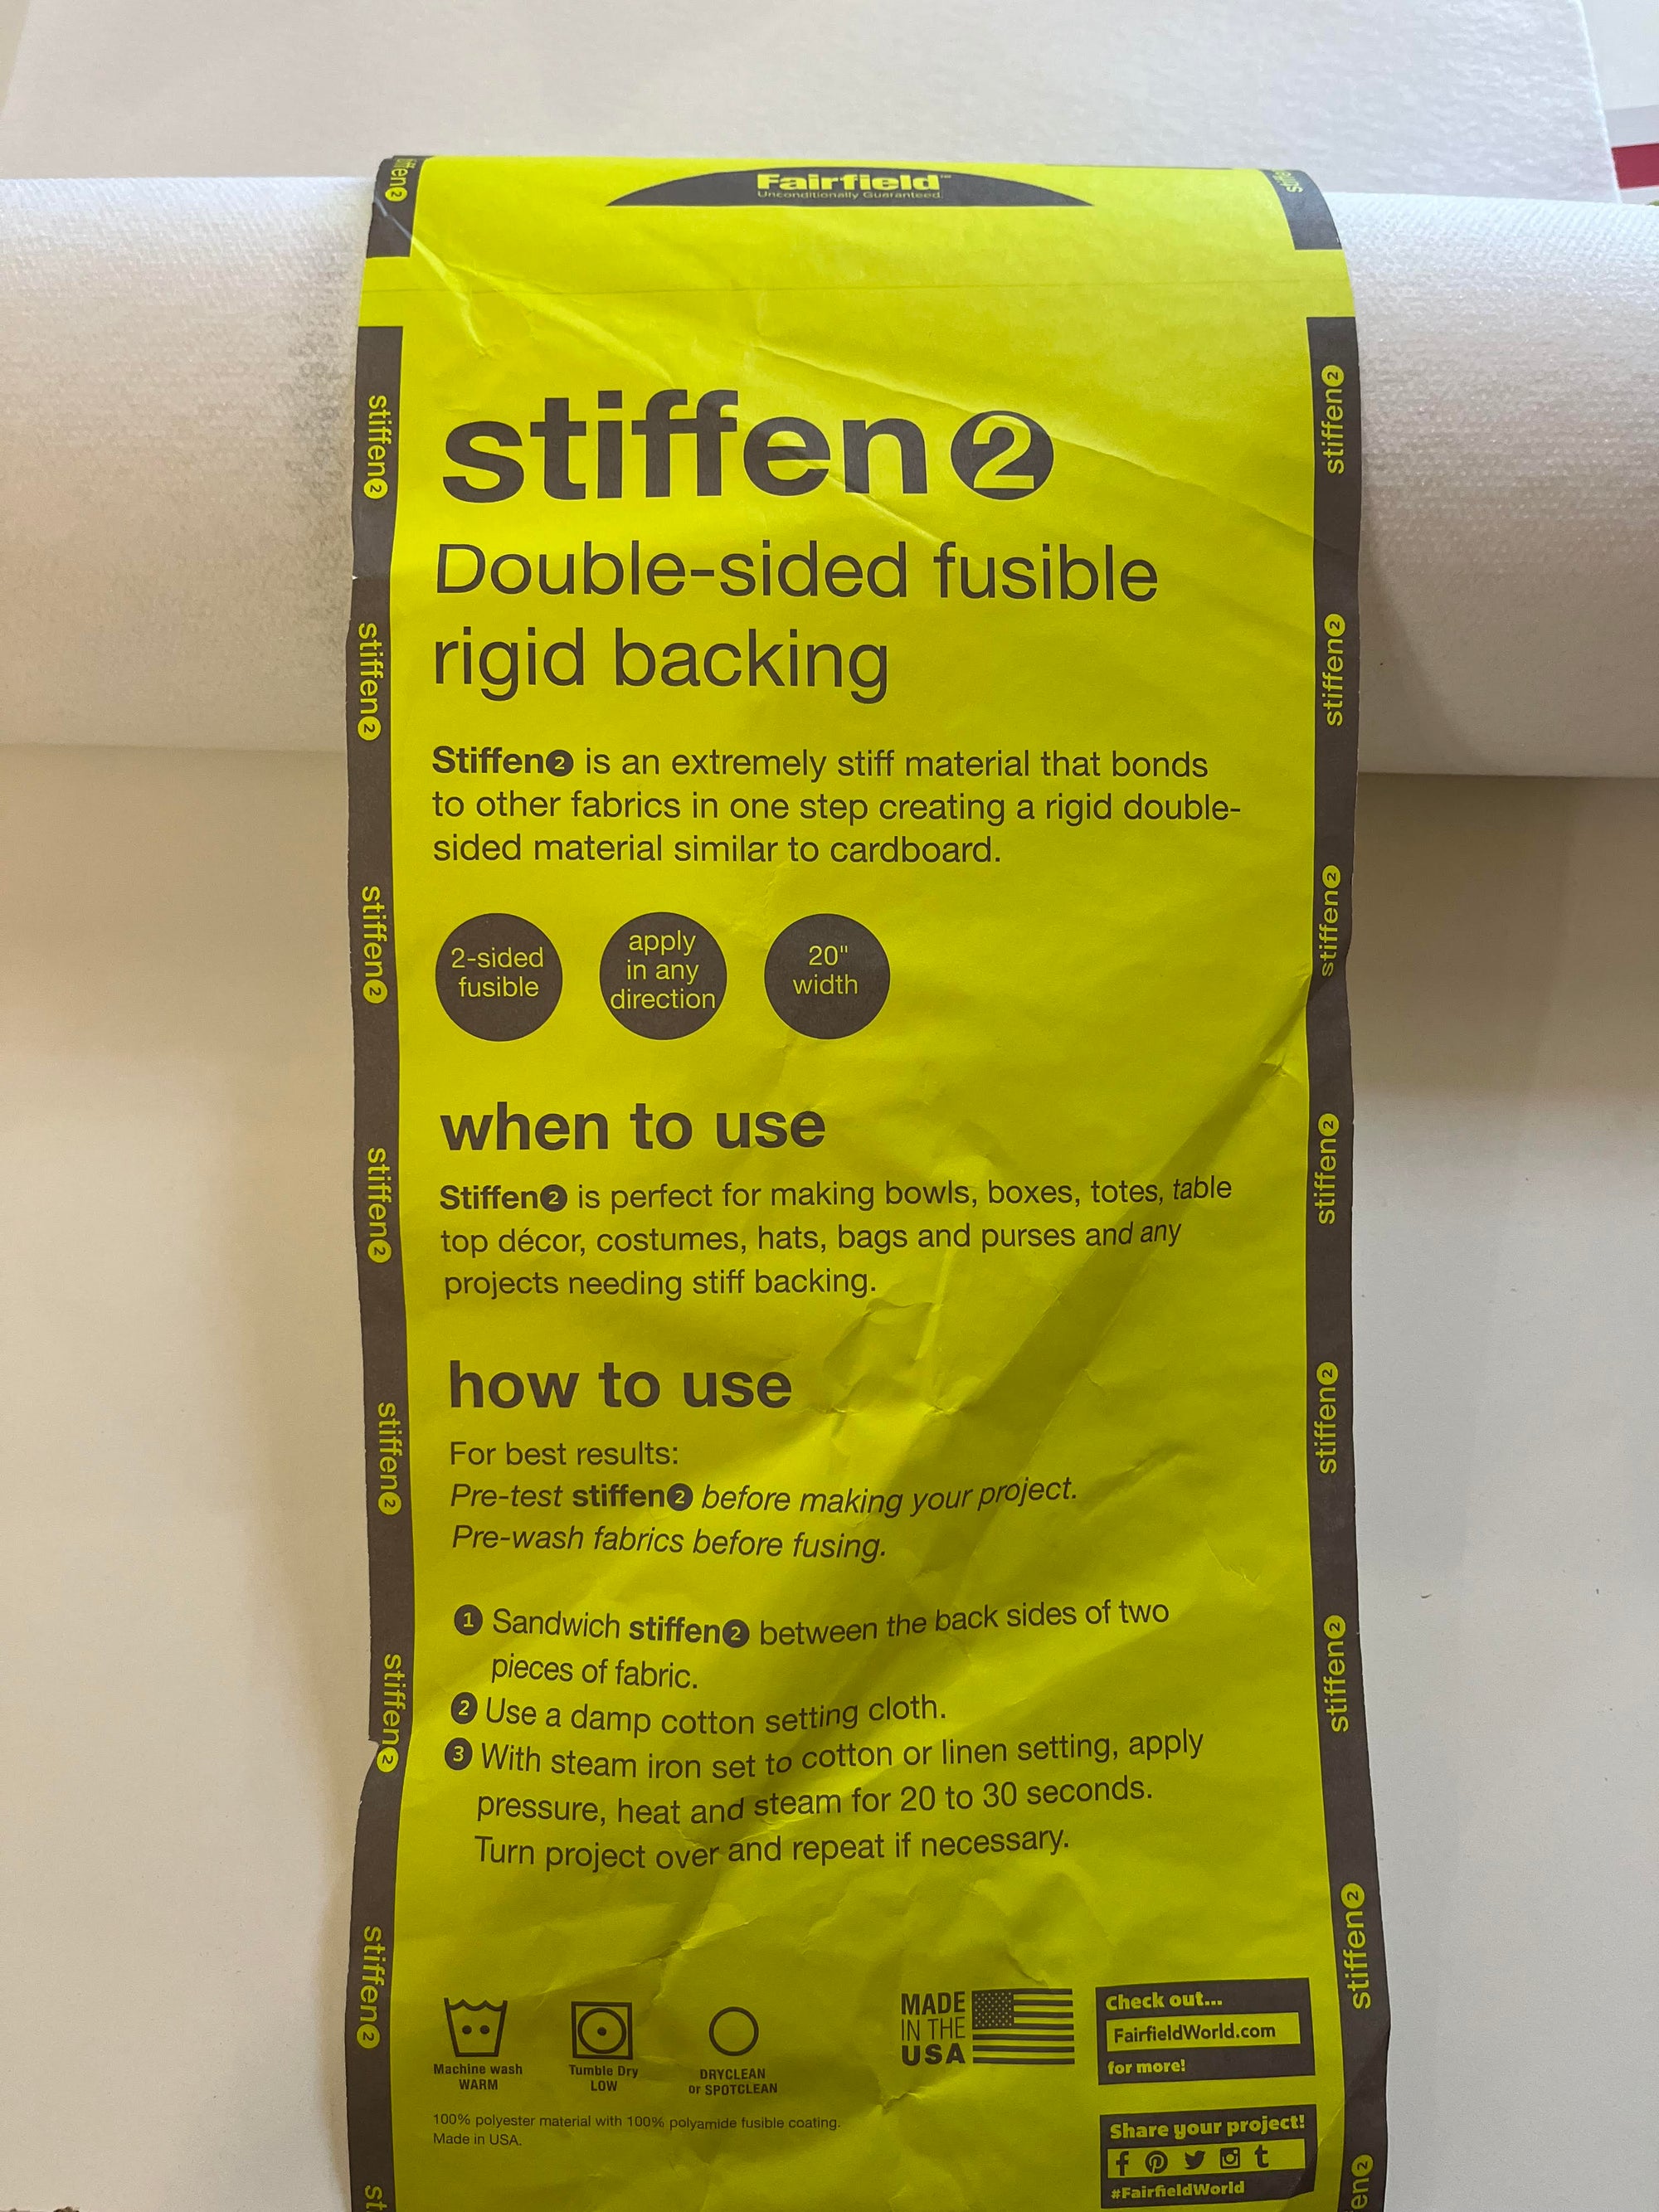 Fairfield™
Unconditionally Guaranteed.
stiffen2
Double-sided fusible
rigid backing
Stiffen2 is an extremely stiff material that bonds
to other fabrics in one step creating a rigid double-
sided material similar to cardboard.
2-sided
fusible
apply
in any
direction
20"
width
when to use
Stiffen2 is perfect for making bowls, boxes, totes, table
top décor, costumes, hats, bags and purses and any
projects needing stiff backing.
how to use
For best results:
Pre-test stiffen2 before making your project.
Pre-wash fabrics before fusing.
1 Sandwich stiffen2 between the back sides of two
pieces of fabric.
2 Use a damp cotton setting cloth.
3 With steam iron set to cotton or linen setting, apply
pressure, heat and steam for 20 to 30 seconds.
Turn project over and repeat if necessary.
Machine wash
WARM
Tumble Dry
LOW
DRYCLEAN
or SPOTCLEAN
MADE
IN THE
USA
Check out...
FairfieldWorld.com
for more!
100% polyester material with 100% polyamide fusible coating.
Made in USA.
Share your project!
#FairfieldWorld
stiffen2
stiffen2
stiffen2
stiffen2
stiffen2
stiffen2
stiffen2
stiffen2
stiffen2
stiffen2
stiffen2
stiffen2
stiffen2
stiffen2